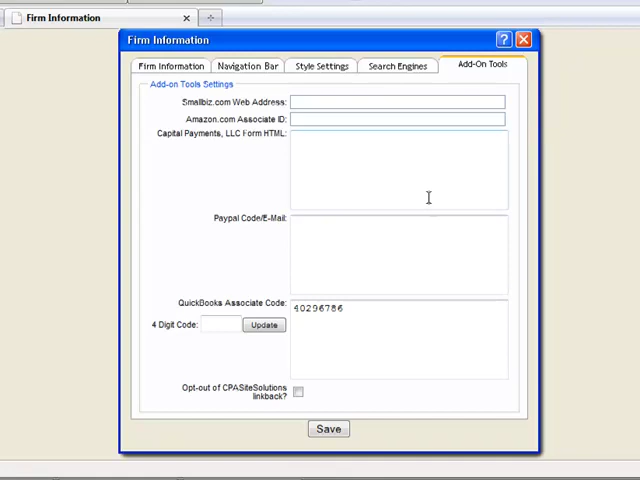 Firm Information
Firm Information
Firm Information
Navigation Bar
Style Settings
Search Engines
Add-On Tools
Add-on Tools Settings
Smallbiz.com Web Address:
Amazon.com Associate ID:
Capital Payments, LLC Form HTML:
Paypal Code/E-Mail:
QuickBooks Associate Code:
40296786
4 Digit Code:
Update
Opt-out of CPASiteSolutions
linkback?
Save